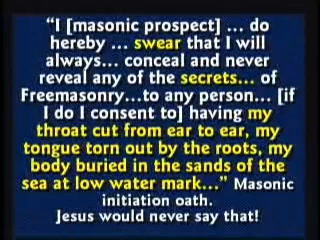 “I [masonic prospect] ... do
hereby ... swear that I will
always... conceal and never
reveal any of the secrets... of
Freemasonry...to any person... [if
I do I consent to] having my
throat cut from ear to ear, my
tongue torn out by the roots, my
body buried in the sands of the
sea at low water mark...” Masonic
initiation oath.
Jesus would never say that!